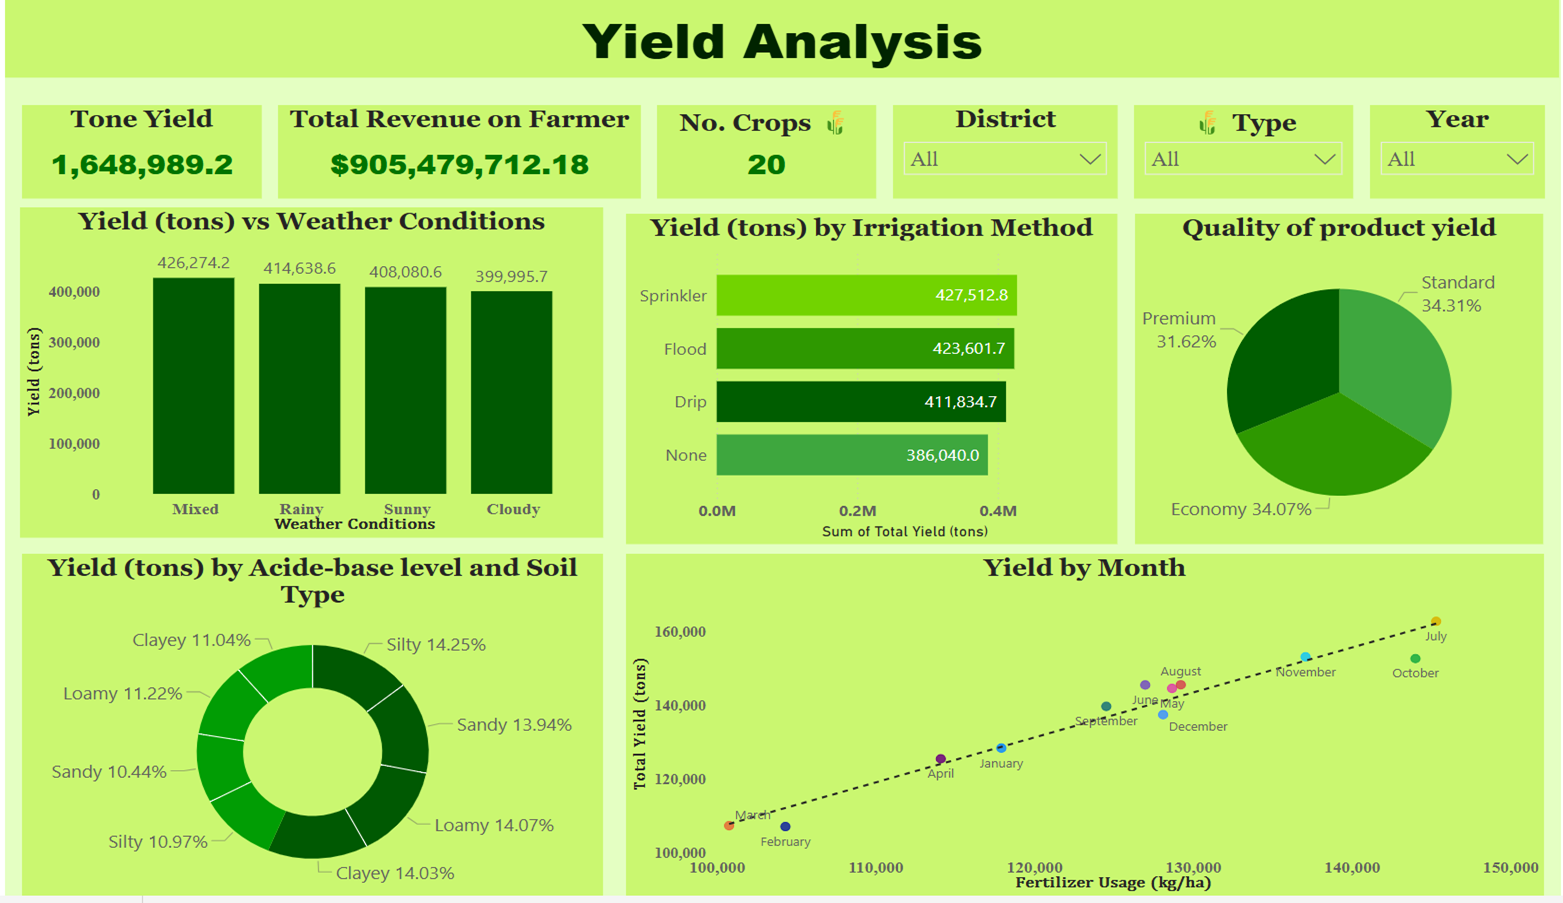 Yield Analysis
Tone Yield
1,648,989.2
Total Revenue on Farmer
$905,479,712.18
No. Crops
20
District
All
Type
All
Year
All
Yield (tons) vs Weather Conditions
Yield (tons)
400,000
300,000
200,000
100,000
0
426,274.2
414,638.6
408,080.6
399,995.7
Mixed
Rainy
Sunny
Cloudy
Weather Conditions
Yield (tons) by Irrigation Method
Sprinkler
427,512.8
Flood
423,601.7
Drip
411,834.7
None
386,040.0
0.0M
0.2M
0.4M
Sum of Total Yield (tons)
Quality of product yield
Standard
34.31%
Premium
31.62%
Economy 34.07%
Yield (tons) by Acide-base level and Soil
Type
Clayey 11.04%
Silty 14.25%
Loamy 11.22%
Sandy 13.94%
Sandy 10.44%
Loamy 14.07%
Silty 10.97%
Clayey 14.03%
Yield by Month
Total Yield (tons)
160,000
140,000
120,000
100,000
July
October
November
August
June
May
September
December
January
April
March
February
100,000
110,000
120,000
130,000
140,000
150,000
Fertilizer Usage (kg/ha)